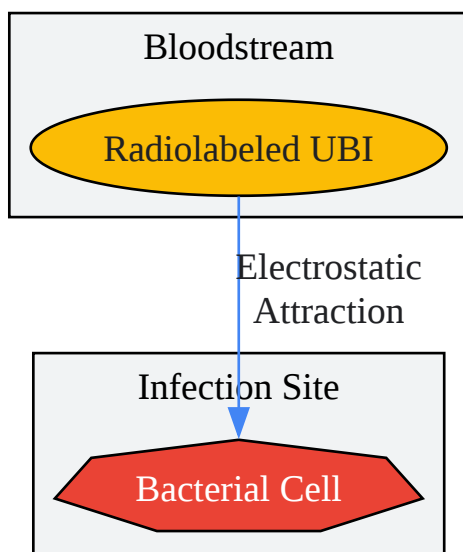 Bloodstream
Radiolabeled UBI
Electrostatic
Attraction
Infection Site
Bacterial Cell